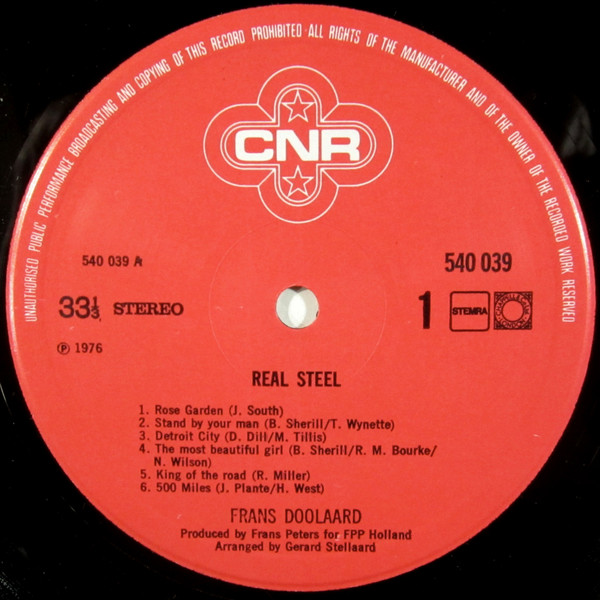 UNAUTHORISED PUBLIC PERFORMANCE BROADCASTING AND COPYING OF THIS RECORD PROHIBITED·ALL RIGHTS OF THE MANUFACTURER AND OF THE OWNER OF THE RECORDED WORK RESERVED
CNR
540 039 A
540 039
33⅓ STEREO
1
STEMRA
℗ 1976
REAL STEEL
1. Rose Garden (J. South)
2. Stand by your man (B. Sherill/T. Wynette)
3. Detroit City (D. Dill/M. Tillis)
4. The most beautiful girl (B. Sherill/R. M. Bourke/
N. Wilson)
5. King of the road (R. Miller)
6. 500 Miles (J. Plante/H. West)
FRANS DOOLAARD
Produced by Frans Peters for FPP Holland
Arranged by Gerard Stellaard